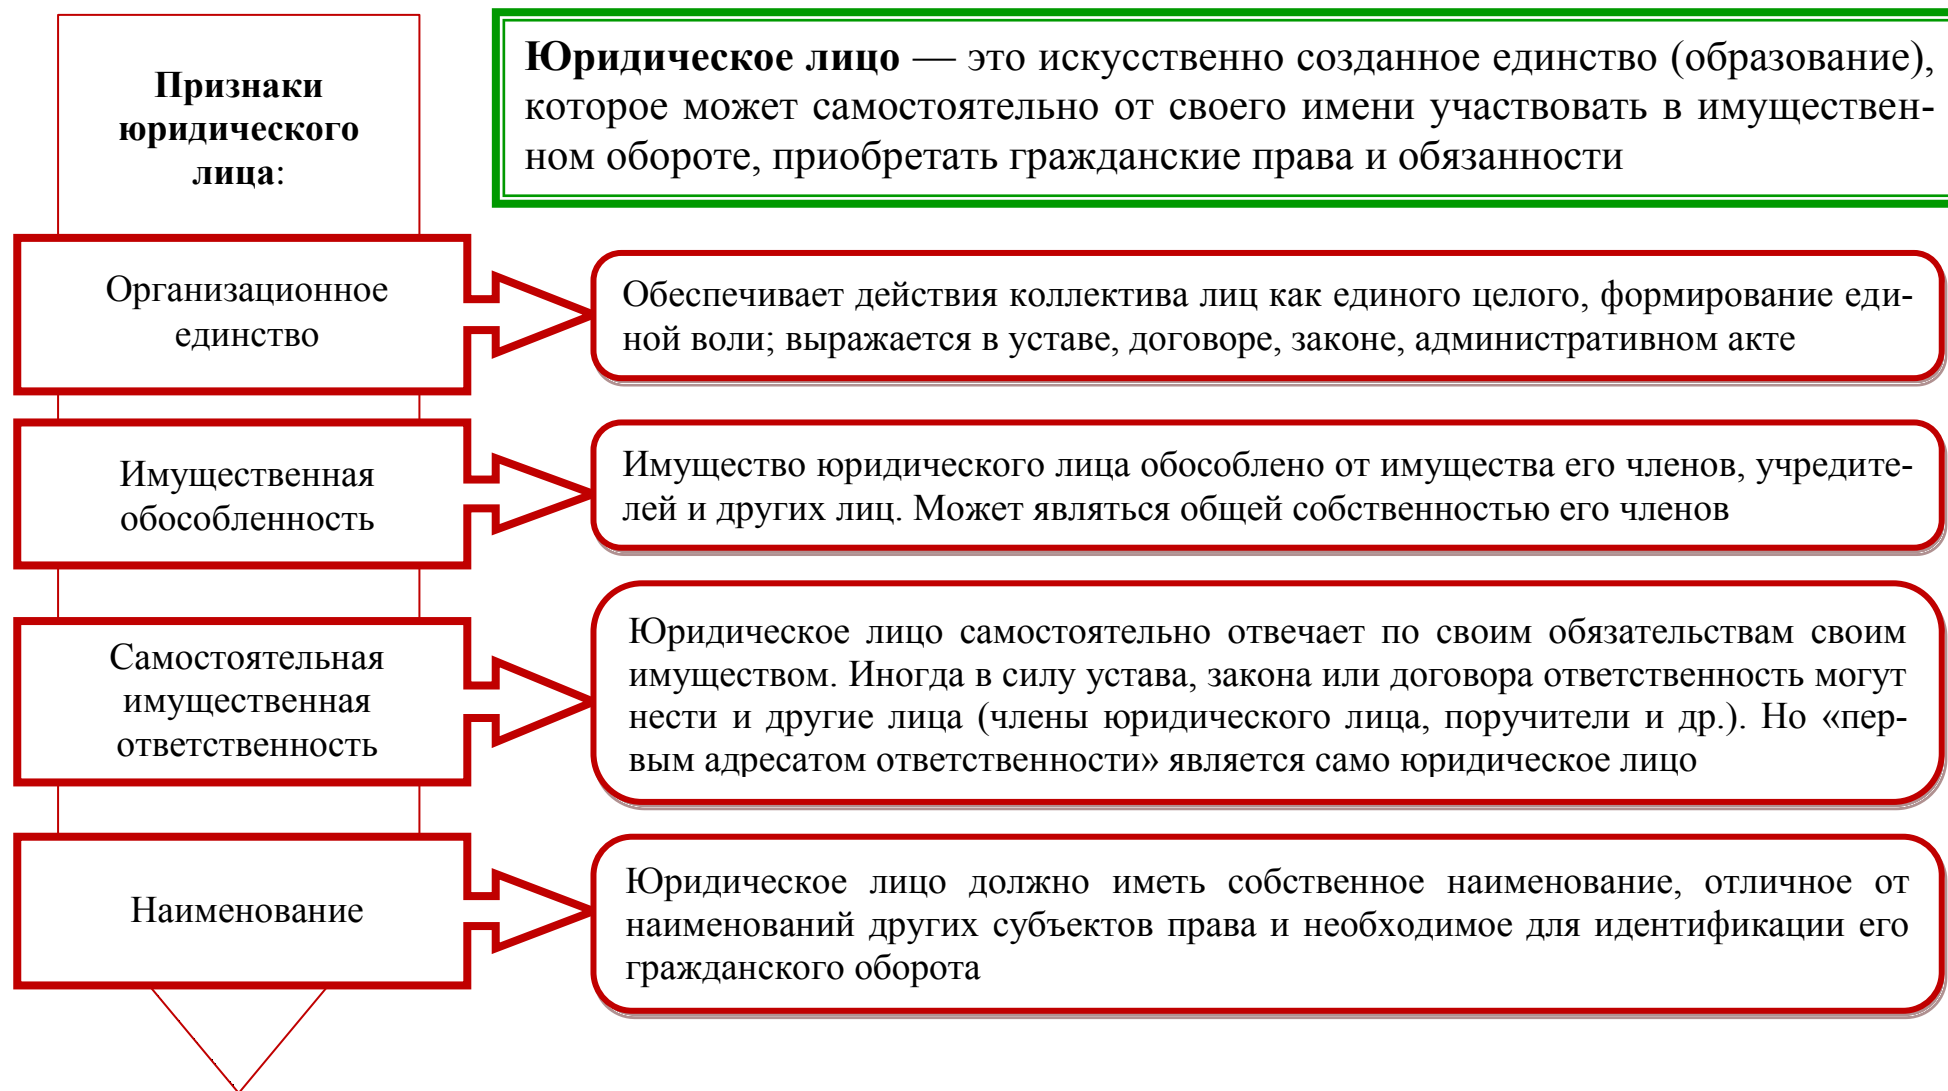 Признаки
юридического
лица:
Юридическое лицо — это искусственно созданное единство (образование),
которое может самостоятельно от своего имени участвовать в имуществен-
ном обороте, приобретать гражданские права и обязанности
Организационное
единство
Обеспечивает действия коллектива лиц как единого целого, формирование еди-
ной воли; выражается в уставе, договоре, законе, административном акте
Имущественная
обособленность
Имущество юридического лица обособлено от имущества его членов, учредите-
лей и других лиц. Может являться общей собственностью его членов
Самостоятельная
имущественная
ответственность
Юридическое лицо самостоятельно отвечает по своим обязательствам своим
имуществом. Иногда в силу устава, закона или договора ответственность могут
нести и другие лица (члены юридического лица, поручители и др.). Но «пер-
вым адресатом ответственности» является само юридическое лицо
Наименование
Юридическое лицо должно иметь собственное наименование, отличное от
наименований других субъектов права и необходимое для идентификации его
гражданского оборота